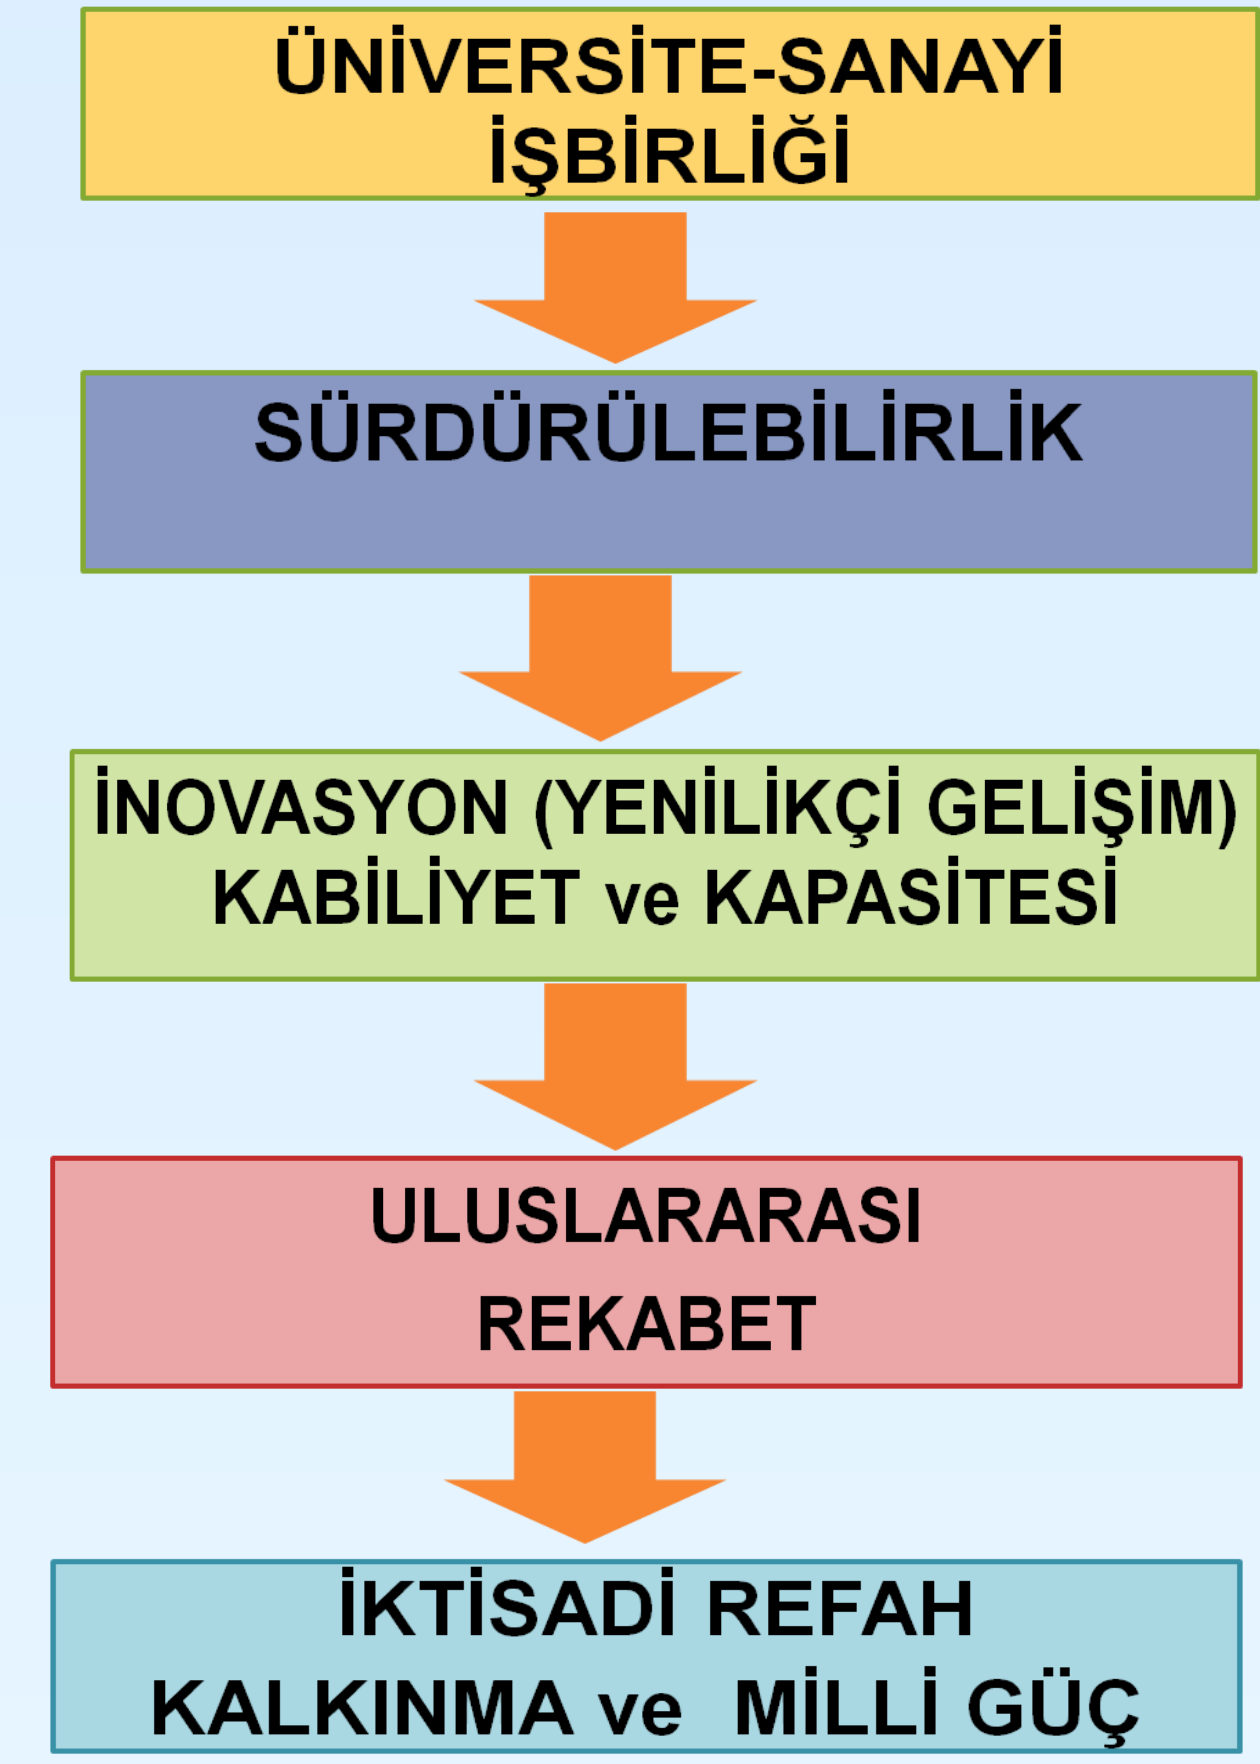 ÜNİVERSİTE-SANAYİ
İŞBİRLİĞİ
SÜRDÜRÜLEBİLİRLİK
İNOVASYON (YENİLİKÇİ GELİŞİM)
KABİLİYET ve KAPASİTESİ
ULUSLARARASI
REKABET
İKTİSADİ REFAH
KALKINMA ve MİLLİ GÜÇ